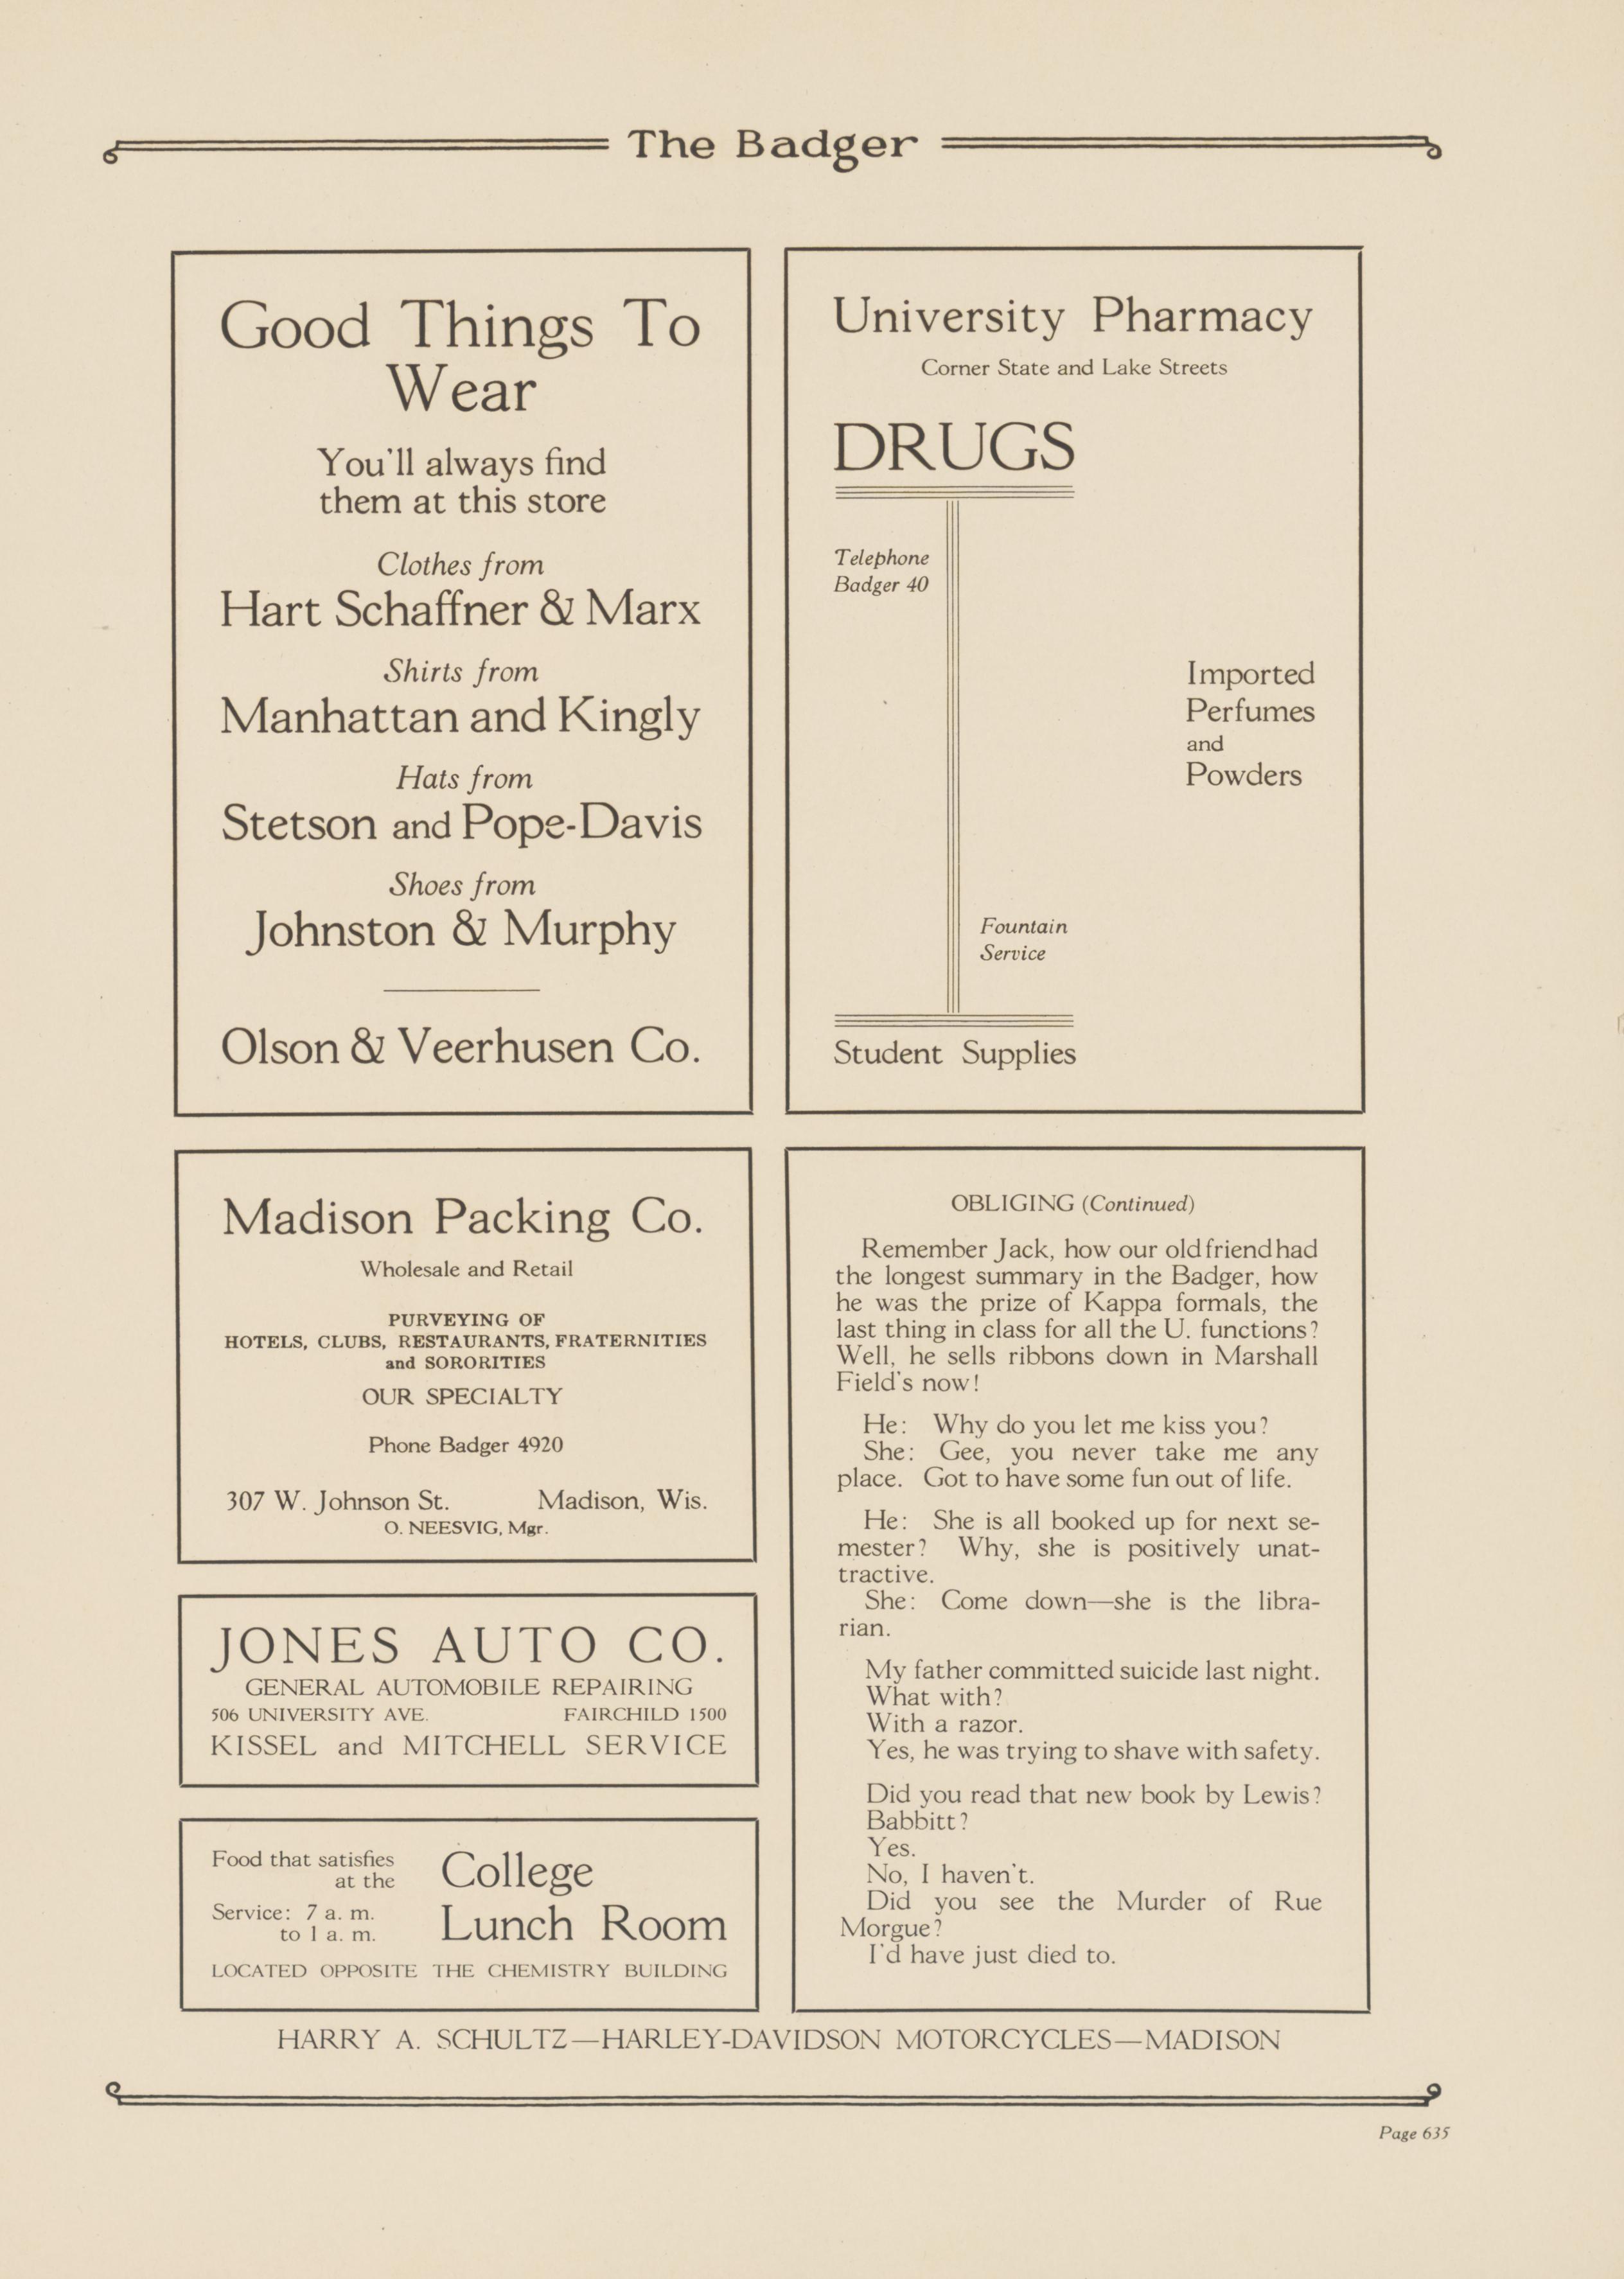 The Badger
Good Things To
Wear
You'll always find
them at this store
Clothes from
Hart Schaffner & Marx
Shirts from
Manhattan and Kingly
Hats from
Stetson and Pope-Davis
Shoes from
Johnston & Murphy
Olson & Veerhusen Co.
University Pharmacy
Corner State and Lake Streets
DRUGS
Telephone
Badger 40
Imported
Perfumes
and
Powders
Fountain
Service
Student Supplies
Madison Packing Co.
Wholesale and Retail
PURVEYING OF
HOTELS, CLUBS, RESTAURANTS, FRATERNITIES
and SORORITIES
OUR SPECIALTY
Phone Badger 4920
307 W. Johnson St. Madison, Wis.
O. NEESVIG, Mgr.
JONES AUTO CO.
GENERAL AUTOMOBILE REPAIRING
506 UNIVERSITY AVE. FAIRCHILD 1500
KISSEL and MITCHELL SERVICE
Food that satisfies
at the
College
Lunch Room
Service: 7 a. m.
to 1 a. m.
LOCATED OPPOSITE THE CHEMISTRY BUILDING
OBLIGING (Continued)
Remember Jack, how our old friend had
the longest summary in the Badger, how
he was the prize of Kappa formals, the
last thing in class for all the U. functions?
Well, he sells ribbons down in Marshall
Field's now!
He: Why do you let me kiss you?
She: Gee, you never take me any
place. Got to have some fun out of life.
He: She is all booked up for next se-
mester? Why, she is positively unat-
tractive.
She: Come down—she is the libra-
rian.
My father committed suicide last night.
What with?
With a razor.
Yes, he was trying to shave with safety.
Did you read that new book by Lewis?
Babbitt?
Yes.
No, I haven't.
Did you see the Murder of Rue
Morgue?
I'd have just died to.
HARRY A. SCHULTZ—HARLEY-DAVIDSON MOTORCYCLES—MADISON
Page 635